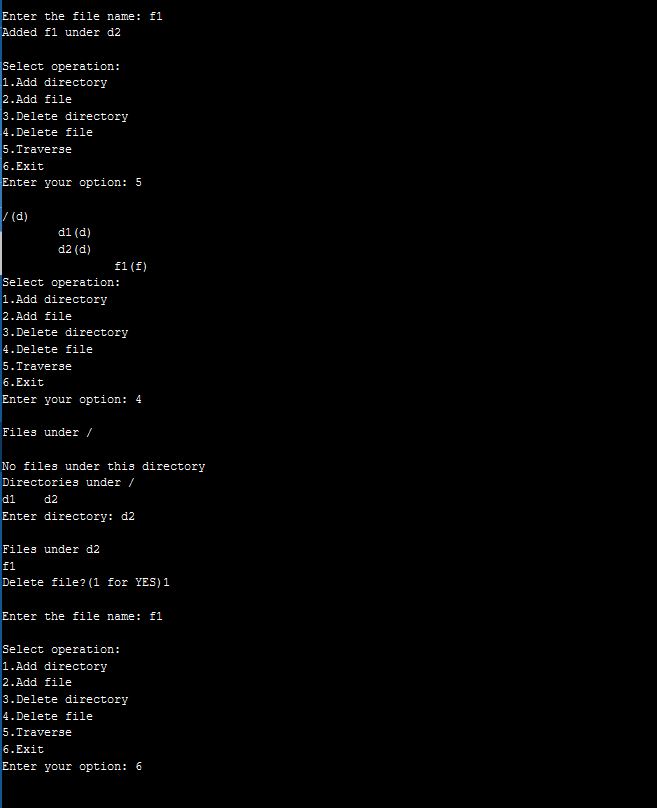 Enter the file name: f1
Added f1 under d2
Select operation:
1.Add directory
2.Add file
3.Delete directory
4.Delete file
5.Traverse
6.Exit
Enter your option: 5
/(d)
d1(d)
d2(d)
f1(f)
Select operation:
1.Add directory
2.Add file
3.Delete directory
4.Delete file
5.Traverse
6.Exit
Enter your option: 4
Files under /
No files under this directory
Directories under /
d1    d2
Enter directory: d2
Files under d2
f1
Delete file?(1 for YES)1
Enter the file name: f1
Select operation:
1.Add directory
2.Add file
3.Delete directory
4.Delete file
5.Traverse
6.Exit
Enter your option: 6